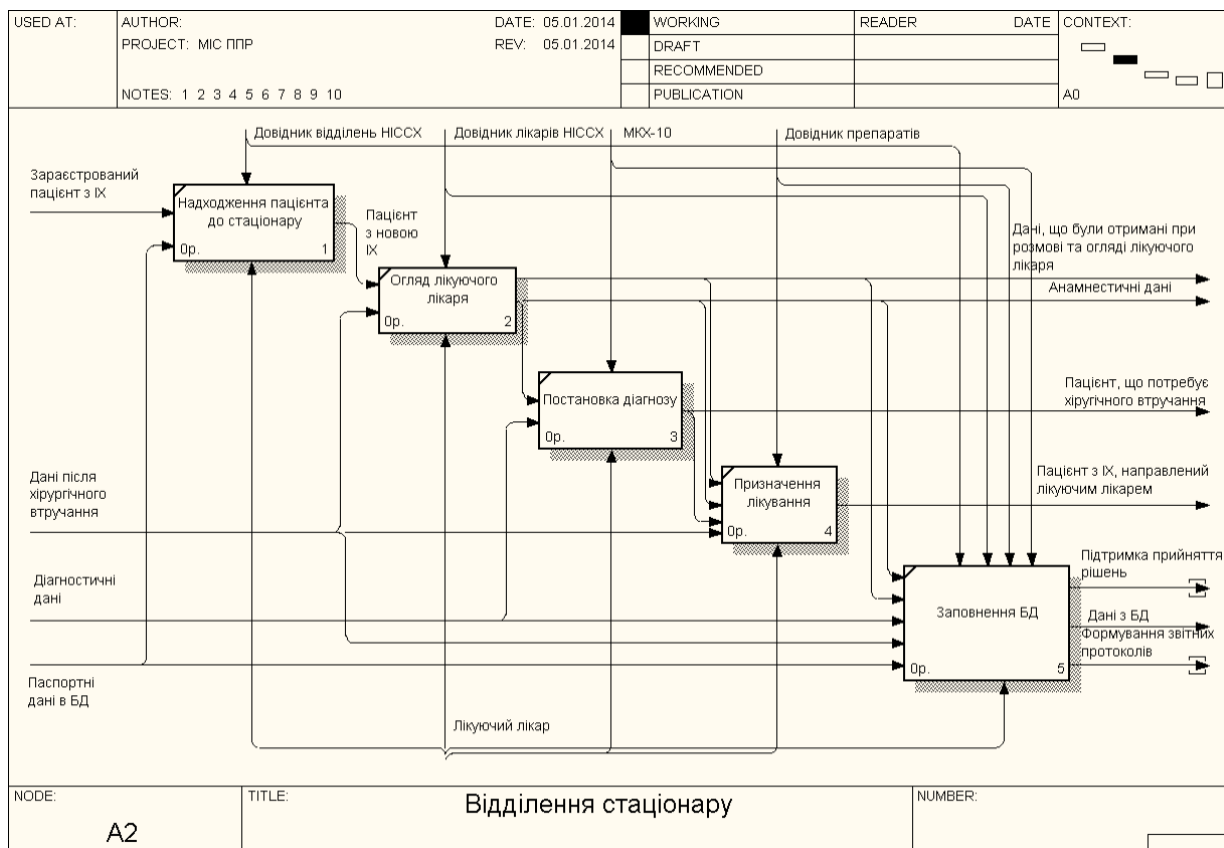 USED AT:
AUTHOR:
DATE: 05.01.2014
WORKING
READER
DATE
CONTEXT:
PROJECT: МІС ППР
REV: 05.01.2014
DRAFT
RECOMMENDED
NOTES: 1 2 3 4 5 6 7 8 9 10
PUBLICATION
A0
Довідник відділень НІССХ
Довідник лікарів НІССХ
МКХ-10
Довідник препаратів
Зараєстрований
пацієнт з ІХ
Надходження пацієнта
до стаціонару
0р.
1
Пацієнт
з новою
ІХ
Дані, що були отримані при
розмові та огляді лікуючого
лікаря
Анамнестичні дані
Огляд лікуючого
лікаря
0р.
2
Постановка діагнозу
0р.
3
Пацієнт, що потребує
хіругічного втручання
Дані після
хірургічного
втручання
Призначення
лікування
0р.
4
Пацієнт з ІХ, направлений
лікуючим лікарем
Діагностичні
дані
Заповнення БД
0р.
5
Підтримка прийняття
рішень
Дані з БД
Формування звітних
протоколів
Паспортні
дані в БД
Лікуючий лікар
NODE:
A2
TITLE:
Відділення стаціонару
NUMBER: